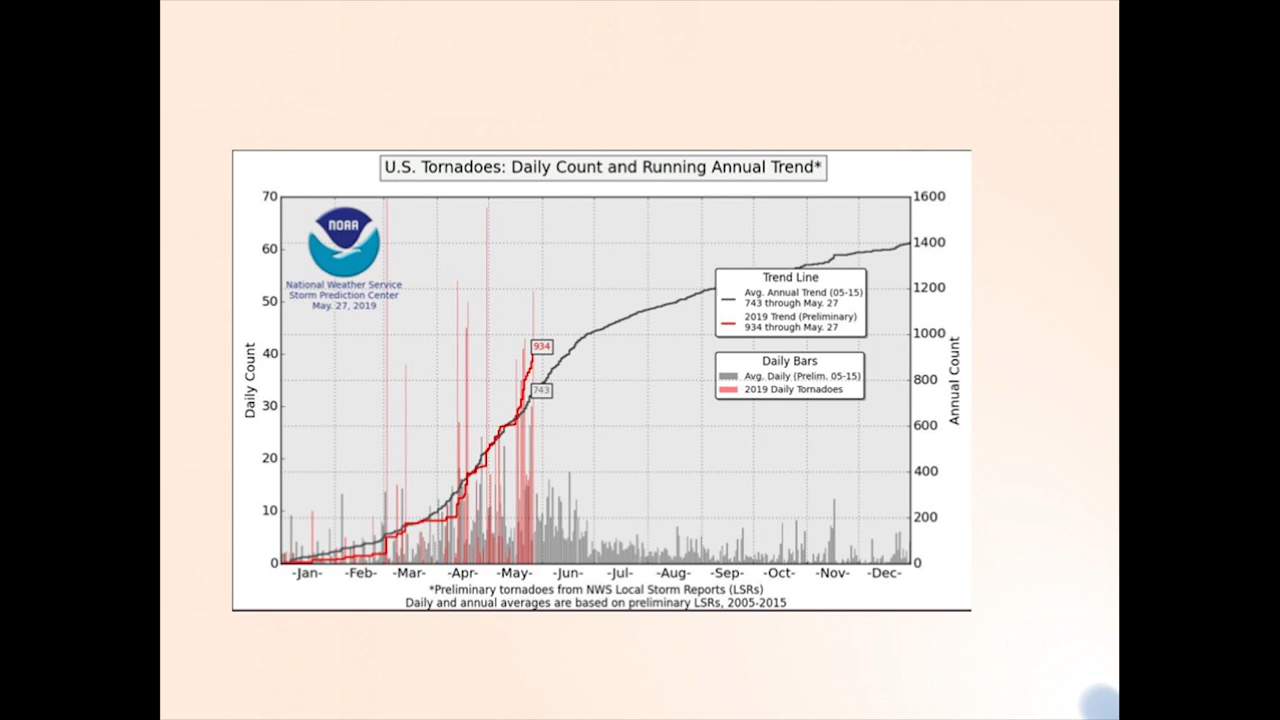 U.S. Tornadoes: Daily Count and Running Annual Trend*
70
60
50
40
30
20
10
0
Daily Count
NOAA
National Weather Service
Storm Prediction Center
May. 27, 2019
934
743
Trend Line
Avg. Annual Trend (05-15)
743 through May. 27
2019 Trend (Preliminary)
934 through May. 27
Daily Bars
Avg. Daily (Prelim. 05-15)
2019 Daily Tornadoes
1600
1400
1200
1000
800
600
400
200
0
Annual Count
-Jan- -Feb- -Mar- -Apr- -May- -Jun- -Jul- -Aug- -Sep- -Oct- -Nov- -Dec-
*Preliminary tornadoes from NWS Local Storm Reports (LSRs)
Daily and annual averages are based on preliminary LSRs, 2005-2015